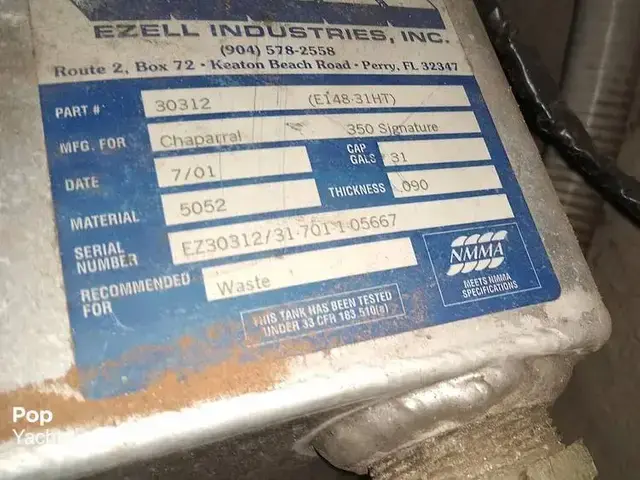 EZELL INDUSTRIES, INC.
(904) 578-2558
Route 2, Box 72 • Keaton Beach Road • Perry, FL 32347
PART # 30312 (E148-31HT)
MFG. FOR Chaparral 350 Signature
DATE 7/01 CAP GALS 31
MATERIAL 5052 THICKNESS .090
SERIAL NUMBER EZ30312/31-701-1-05667
RECOMMENDED FOR Waste
NMMA
MEETS NMMA
SPECIFICATIONS
THIS TANK HAS BEEN TESTED
UNDER 33 CFR 183.510(a)
Pop